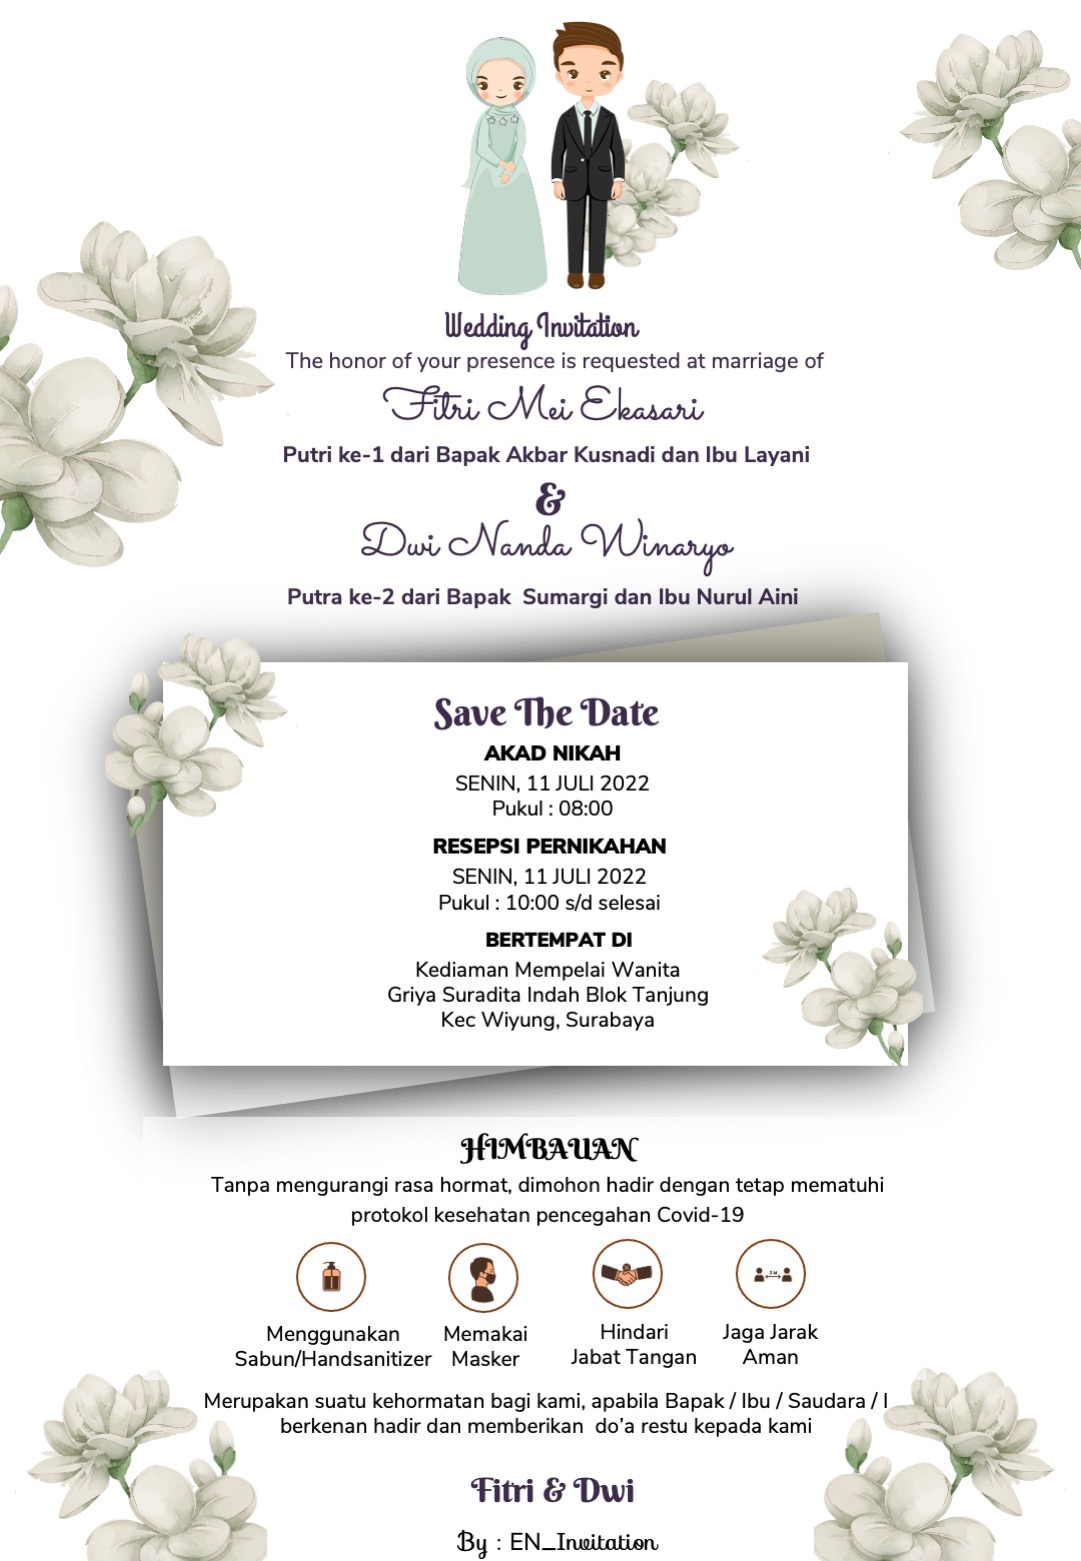 Wedding Invitation
The honor of your presence is requested at marriage of
Fitri Mei Ekasari
Putri ke-1 dari Bapak Akbar Kusnadi dan Ibu Layani
&
Dwi Nanda Winaryo
Putra ke-2 dari Bapak Sumargi dan Ibu Nurul Aini
Save The Date
AKAD NIKAH
SENIN, 11 JULI 2022
Pukul : 08:00
RESEPSI PERNIKAHAN
SENIN, 11 JULI 2022
Pukul : 10:00 s/d selesai
BERTEMPAT DI
Kediaman Mempelai Wanita
Griya Suradita Indah Blok Tanjung
Kec Wiyung, Surabaya
HIMBAUAN
Tanpa mengurangi rasa hormat, dimohon hadir dengan tetap mematuhi
protokol kesehatan pencegahan Covid-19
Menggunakan
Sabun/Handsanitizer
Memakai
Masker
Hindari
Jabat Tangan
Jaga Jarak
Aman
Merupakan suatu kehormatan bagi kami, apabila Bapak / Ibu / Saudara / I
berkenan hadir dan memberikan do'a restu kepada kami
Fitri & Dwi
By : EN_Inveitation